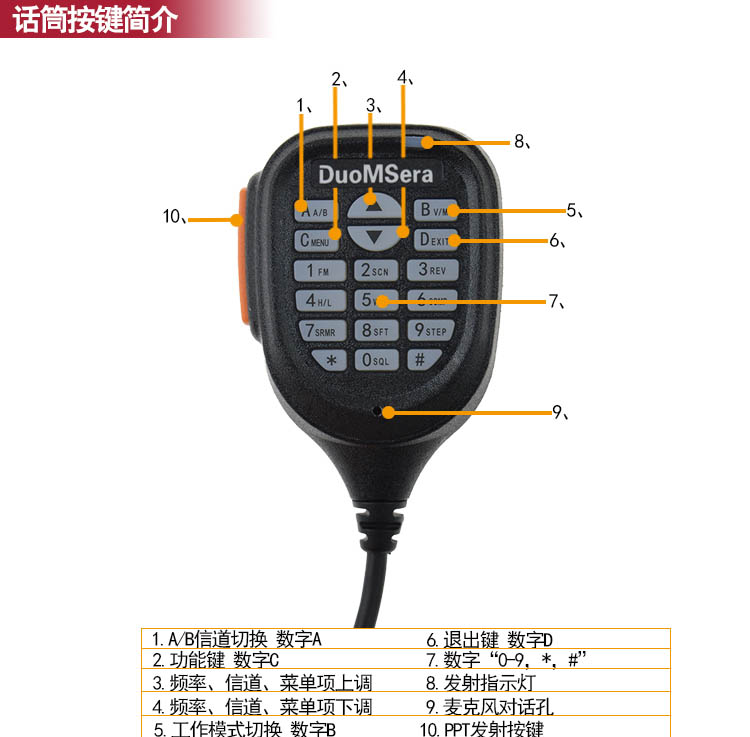 话筒按键简介
2、
4、
1、
3、
8、
DuoMSera
10、
A A/B
B V/M
5、
C MENU
D EXIT
6、
1 FM
2 SCN
3 REV
4 H/L
5
6
7、
7 SRMR
8 SFT
9 STEP
*
0 SQL
#
9、
1. A/B信道切换 数字A
6. 退出键 数字D
2. 功能键 数字C
7. 数字“0-9, *, #”
3. 频率、信道、菜单项上调
8. 发射指示灯
4. 频率、信道、菜单项下调
9. 麦克风对话孔
5. 工作模式切换 数字B
10. PPT发射按键